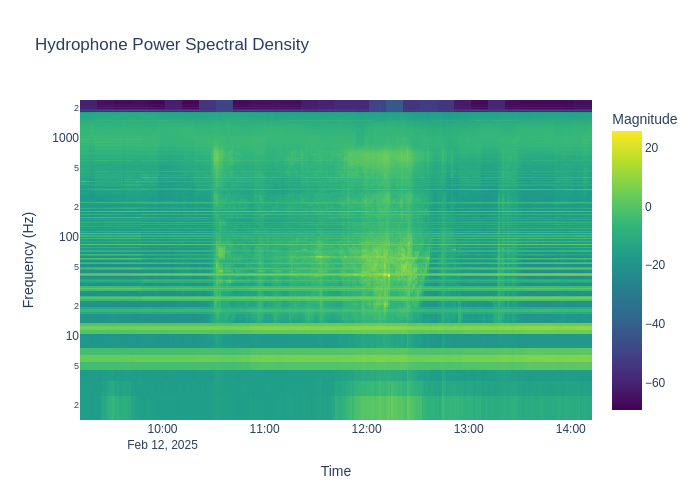 Hydrophone Power Spectral Density
Magnitude
2
1000
5
2
100
5
2
10
5
2
Frequency (Hz)
20
0
−20
−40
−60
10:00 11:00 12:00 13:00 14:00
Feb 12, 2025
Time